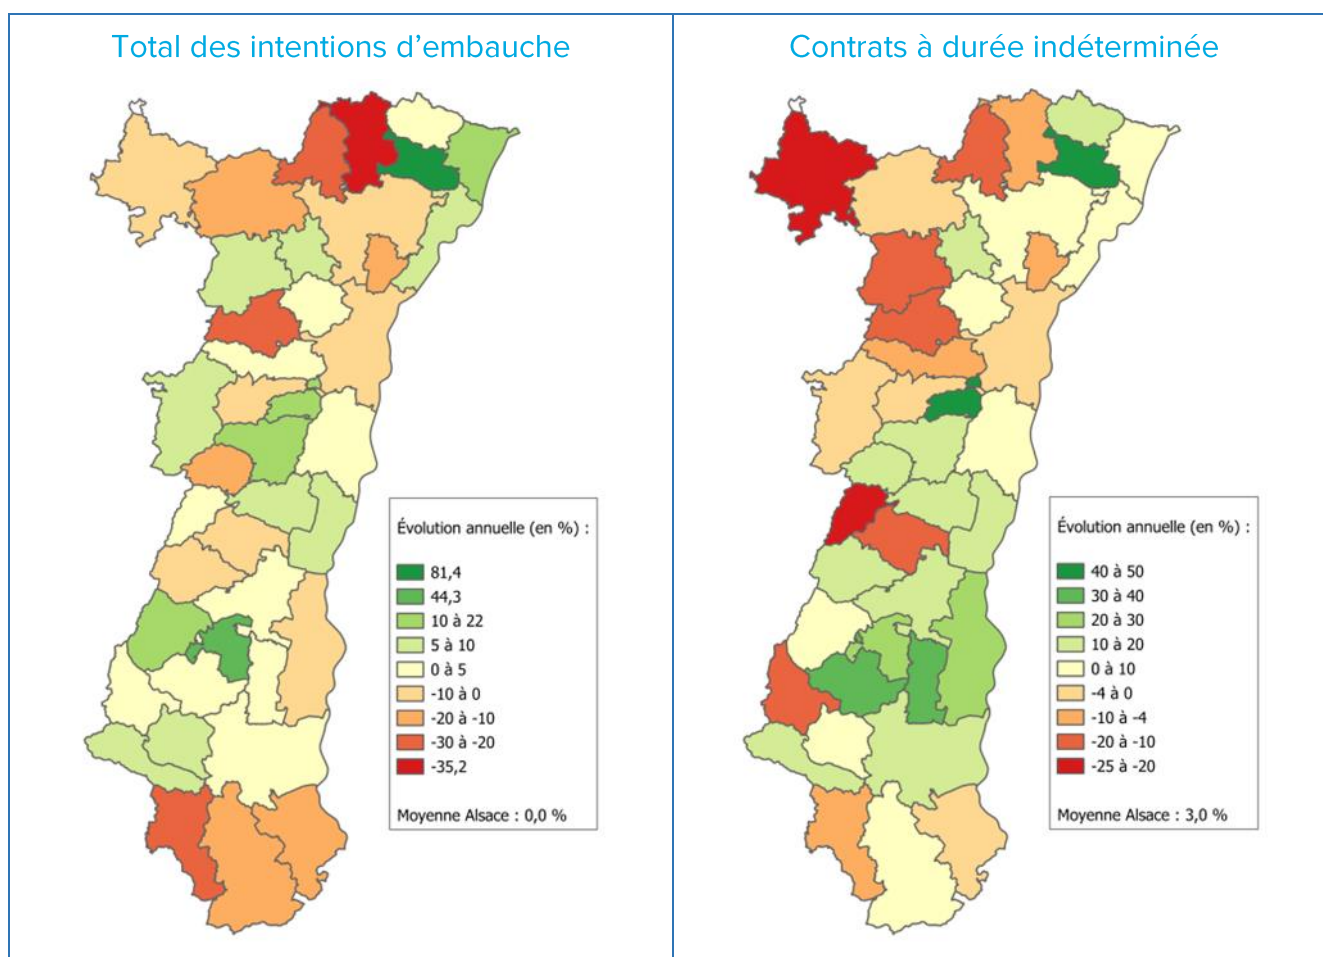 Total des intentions d’embauche
Évolution annuelle (en %) :
81,4
44,3
10 à 22
5 à 10
0 à 5
-10 à 0
-20 à -10
-30 à -20
-35,2
Moyenne Alsace : 0,0 %
Contrats à durée indéterminée
Évolution annuelle (en %) :
40 à 50
30 à 40
20 à 30
10 à 20
0 à 10
-4 à 0
-10 à -4
-20 à -10
-25 à -20
Moyenne Alsace : 3,0 %